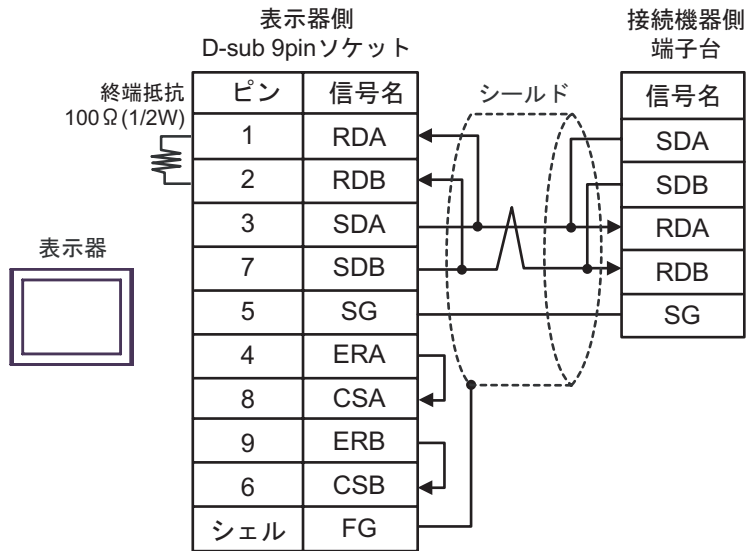 表示器側
D-sub 9pinソケット
接続機器側
端子台
終端抵抗
100Ω(1/2W)
表示器
シールド
ピン 信号名
1 RDA
2 RDB
3 SDA
7 SDB
5 SG
4 ERA
8 CSA
9 ERB
6 CSB
シェル FG
信号名
SDA
SDB
RDA
RDB
SG